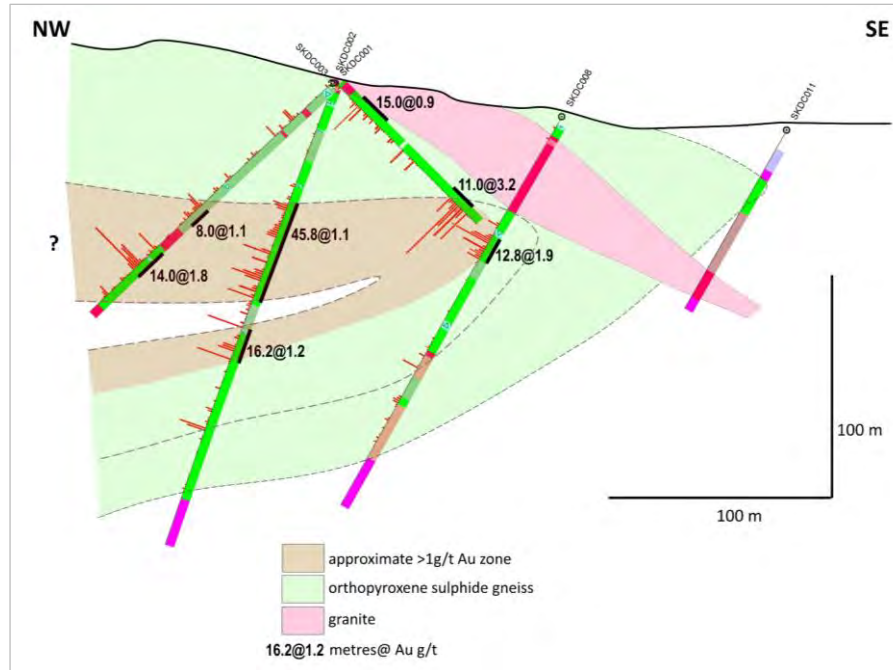 NW
SE
SKDC003
SKDC002
SKDC001
SKDC008
SKDC011
15.0@0.9
11.0@3.2
8.0@1.1
45.8@1.1
?
12.8@1.9
14.0@1.8
16.2@1.2
100 m
100 m
approximate >1g/t Au zone
orthopyroxene sulphide gneiss
granite
16.2@1.2 metres@ Au g/t